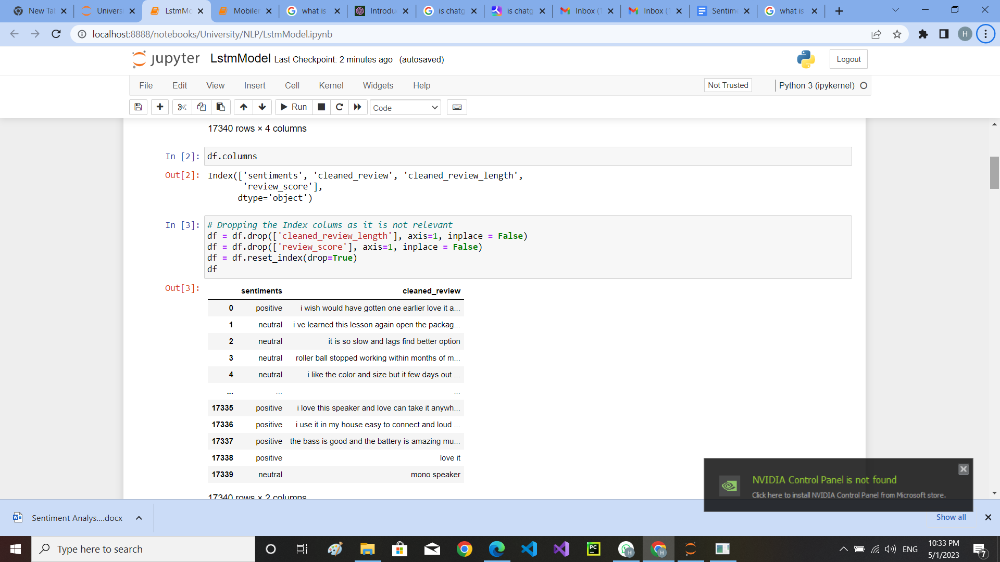 New Tal
Univers
LstmMo
Mobiler
what is
Introdu
is chatg
is chatg
Inbox (1
Inbox (1
Sentime
what is
localhost:8888/notebooks/University/NLP/LstmModel.ipynb
H
jupyter LstmModel Last Checkpoint: 2 minutes ago (autosaved)
Logout
File Edit View Insert Cell Kernel Widgets Help
Not Trusted
Python 3 (ipykernel)
Run
Code
17340 rows × 4 columns
In [2]: df.columns
Out[2]: Index(['sentiments', 'cleaned_review', 'cleaned_review_length',
'review_score'],
dtype='object')
In [3]: # Dropping the Index colums as it is not relevant
df = df.drop(['cleaned_review_length'], axis=1, inplace = False)
df = df.drop(['review_score'], axis=1, inplace = False)
df = df.reset_index(drop=True)
df
Out[3]:
sentiments cleaned_review
0 positive i wish would have gotten one earlier love it a...
1 neutral i ve learned this lesson again open the packag...
2 neutral it is so slow and lags find better option
3 neutral roller ball stopped working within months of m...
4 neutral i like the color and size but it few days out ...
... ... ...
17335 positive i love this speaker and love can take it anywh...
17336 positive i use it in my house easy to connect and loud ...
17337 positive the bass is good and the battery is amazing mu...
17338 positive love it
17339 neutral mono speaker
17340 rows × 2 columns
NVIDIA Control Panel is not found
Click here to install NVIDIA Control Panel from Microsoft store.
Sentiment Analys....docx
Show all
Type here to search
PC
H
H
ENG
10:33 PM
5/1/2023
7